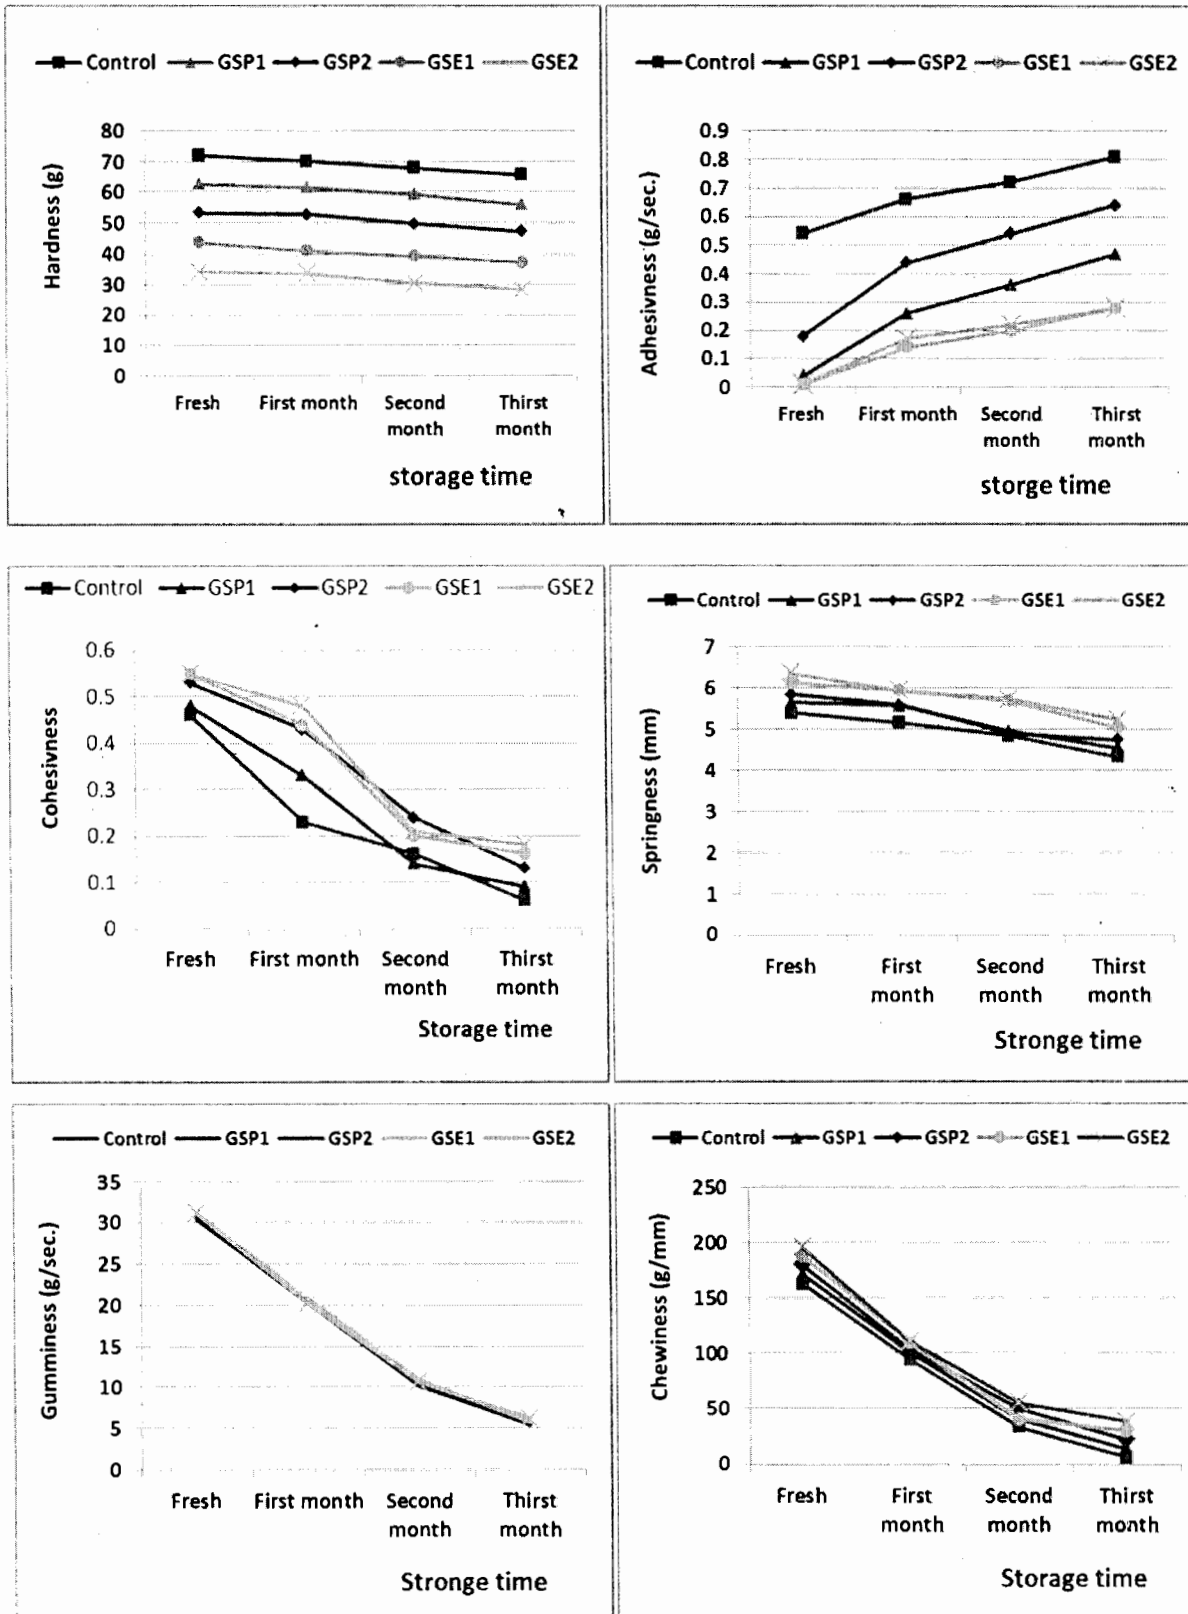 Control GSP1 GSP2 GSE1 GSE2
Hardness (g)
80
70
60
50
40
30
20
10
0
Fresh First month Second month Thirst month
storage time
Control GSP1 GSP2 GSE1 GSE2
Adhesivness (g/sec.)
0.9
0.8
0.7
0.6
0.5
0.4
0.3
0.2
0.1
0
Fresh First month Second month Thirst month
storge time
Control GSP1 GSP2 GSE1 GSE2
Cohesivness
0.6
0.5
0.4
0.3
0.2
0.1
0
Fresh First month Second month Thirst month
Storage time
Control GSP1 GSP2 GSE1 GSE2
Springness (mm)
7
6
5
4
3
2
1
0
Fresh First month Second month Thirst month
Stronge time
Control GSP1 GSP2 GSE1 GSE2
Gumminess (g/sec.)
35
30
25
20
15
10
5
0
Fresh First month Second month Thirst month
Stronge time
Control GSP1 GSP2 GSE1 GSE2
Chewiness (g/mm)
250
200
150
100
50
0
Fresh First month Second month Thirst month
Storage time